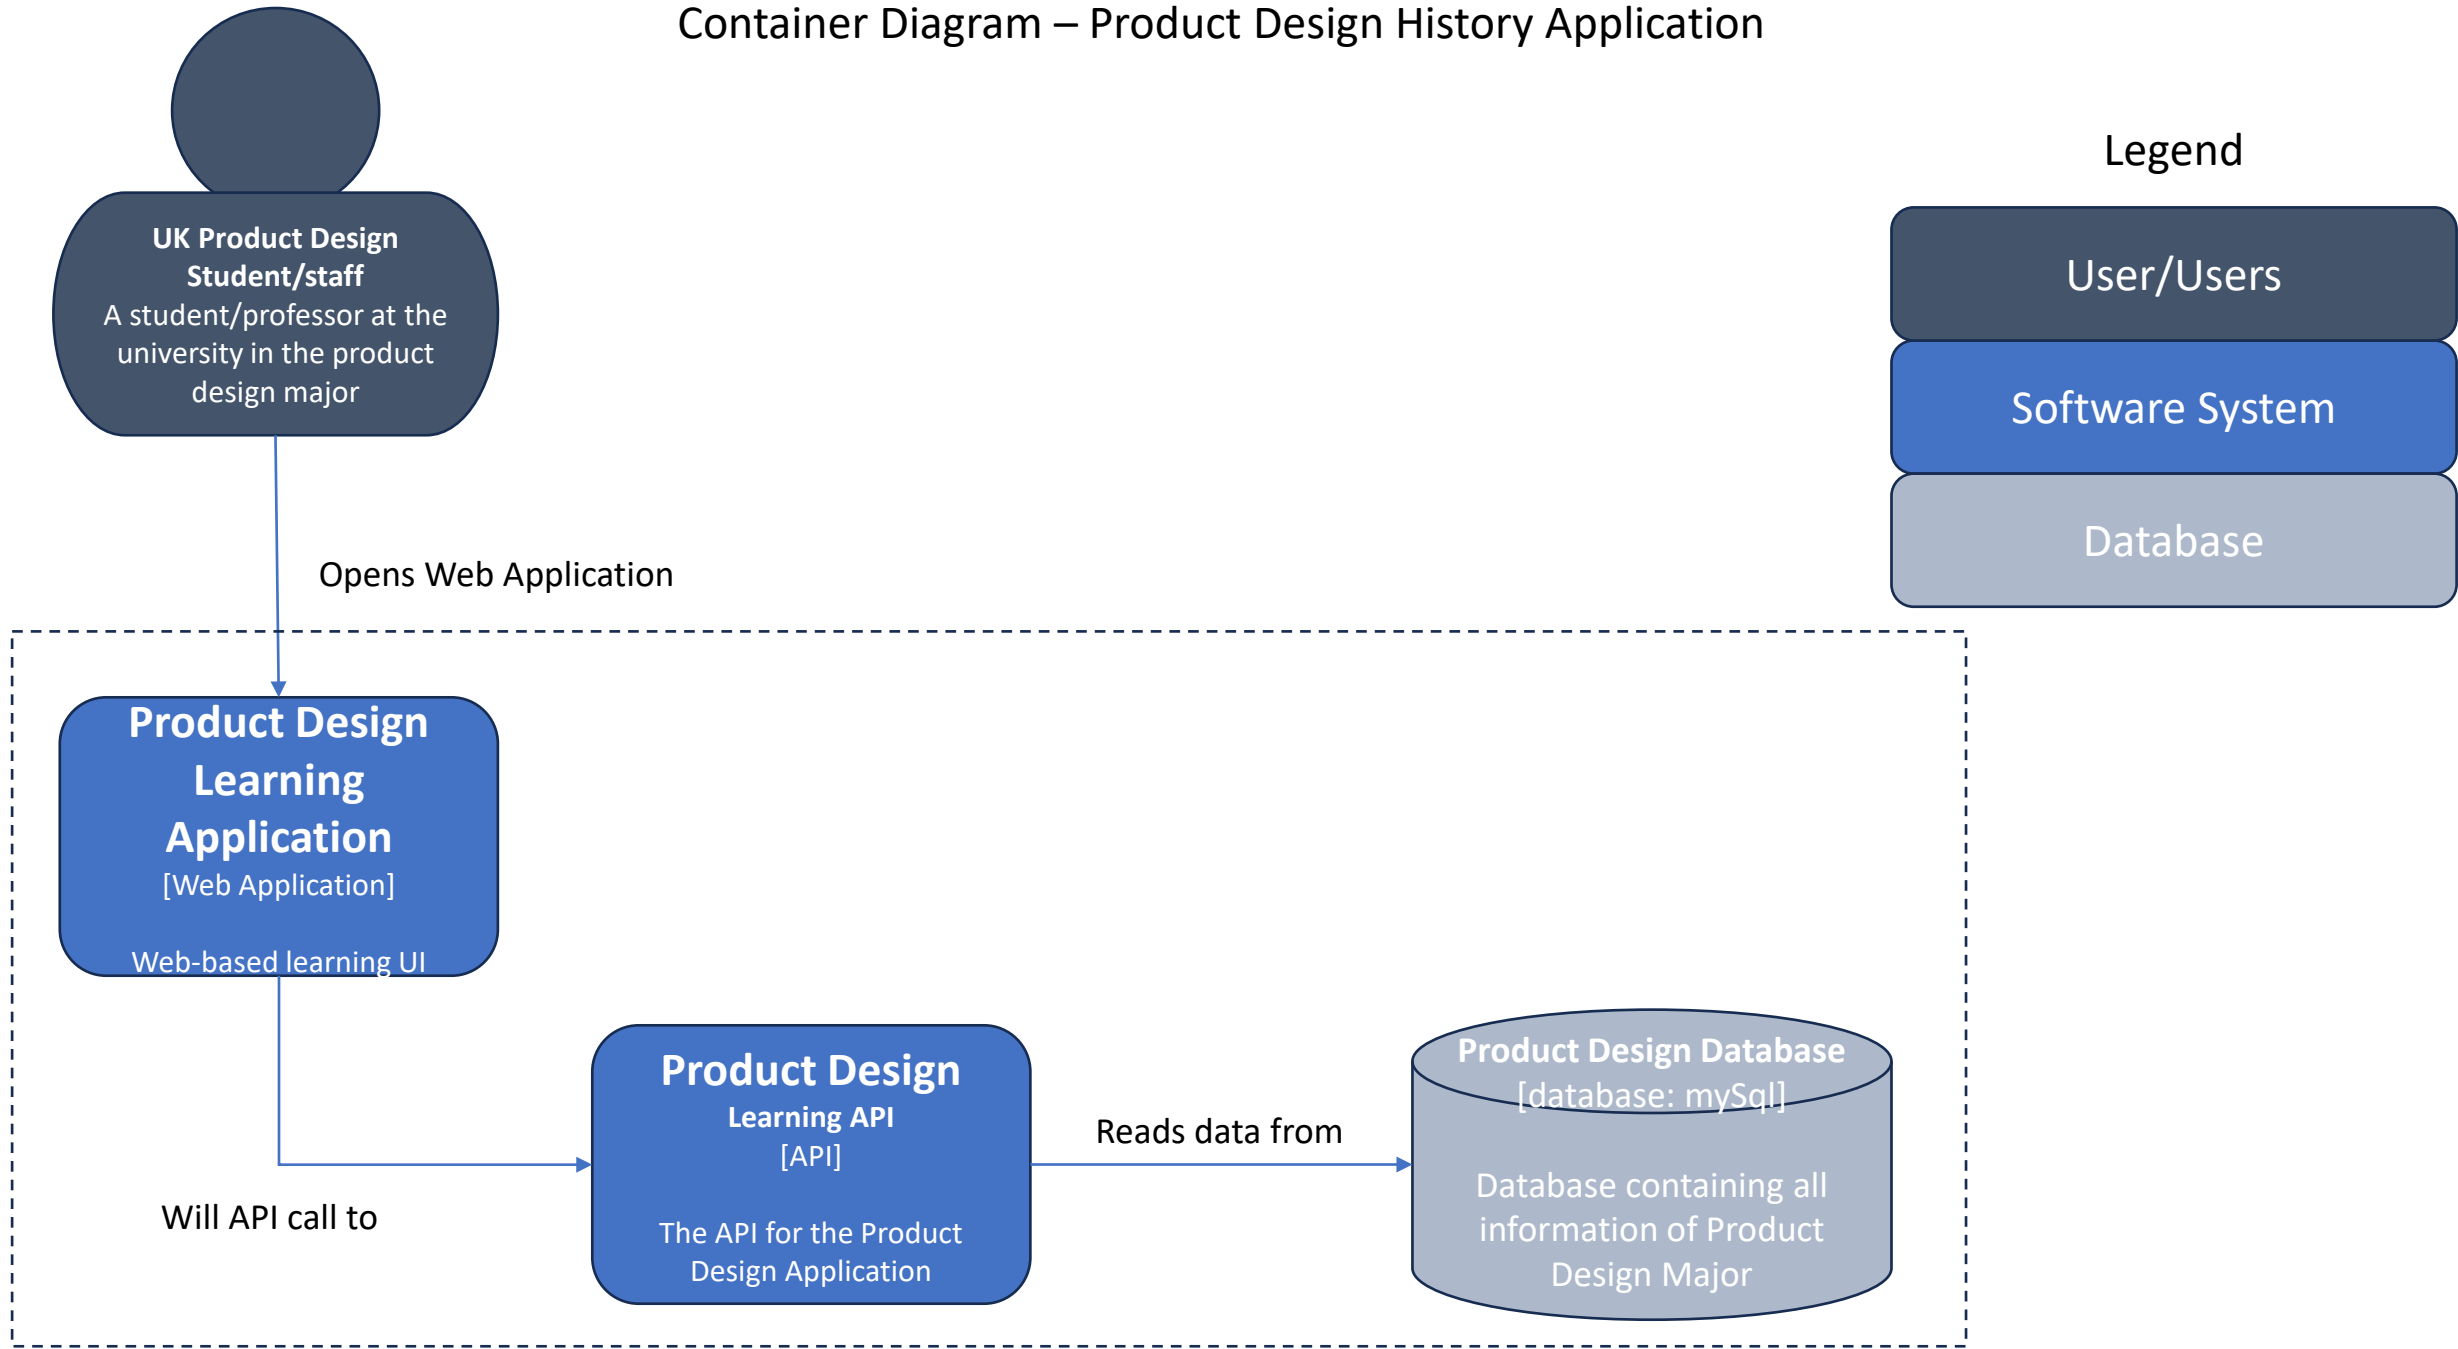 Container Diagram – Product Design History Application
UK Product Design
Student/staff
A student/professor at the
university in the product
design major
Legend
User/Users
Software System
Database
Opens Web Application
Product Design
Learning
Application
[Web Application]
Web-based learning UI
Will API call to
Product Design
Learning API
[API]
The API for the Product
Design Application
Reads data from
Product Design Database
[database: mySql]
Database containing all
information of Product
Design Major